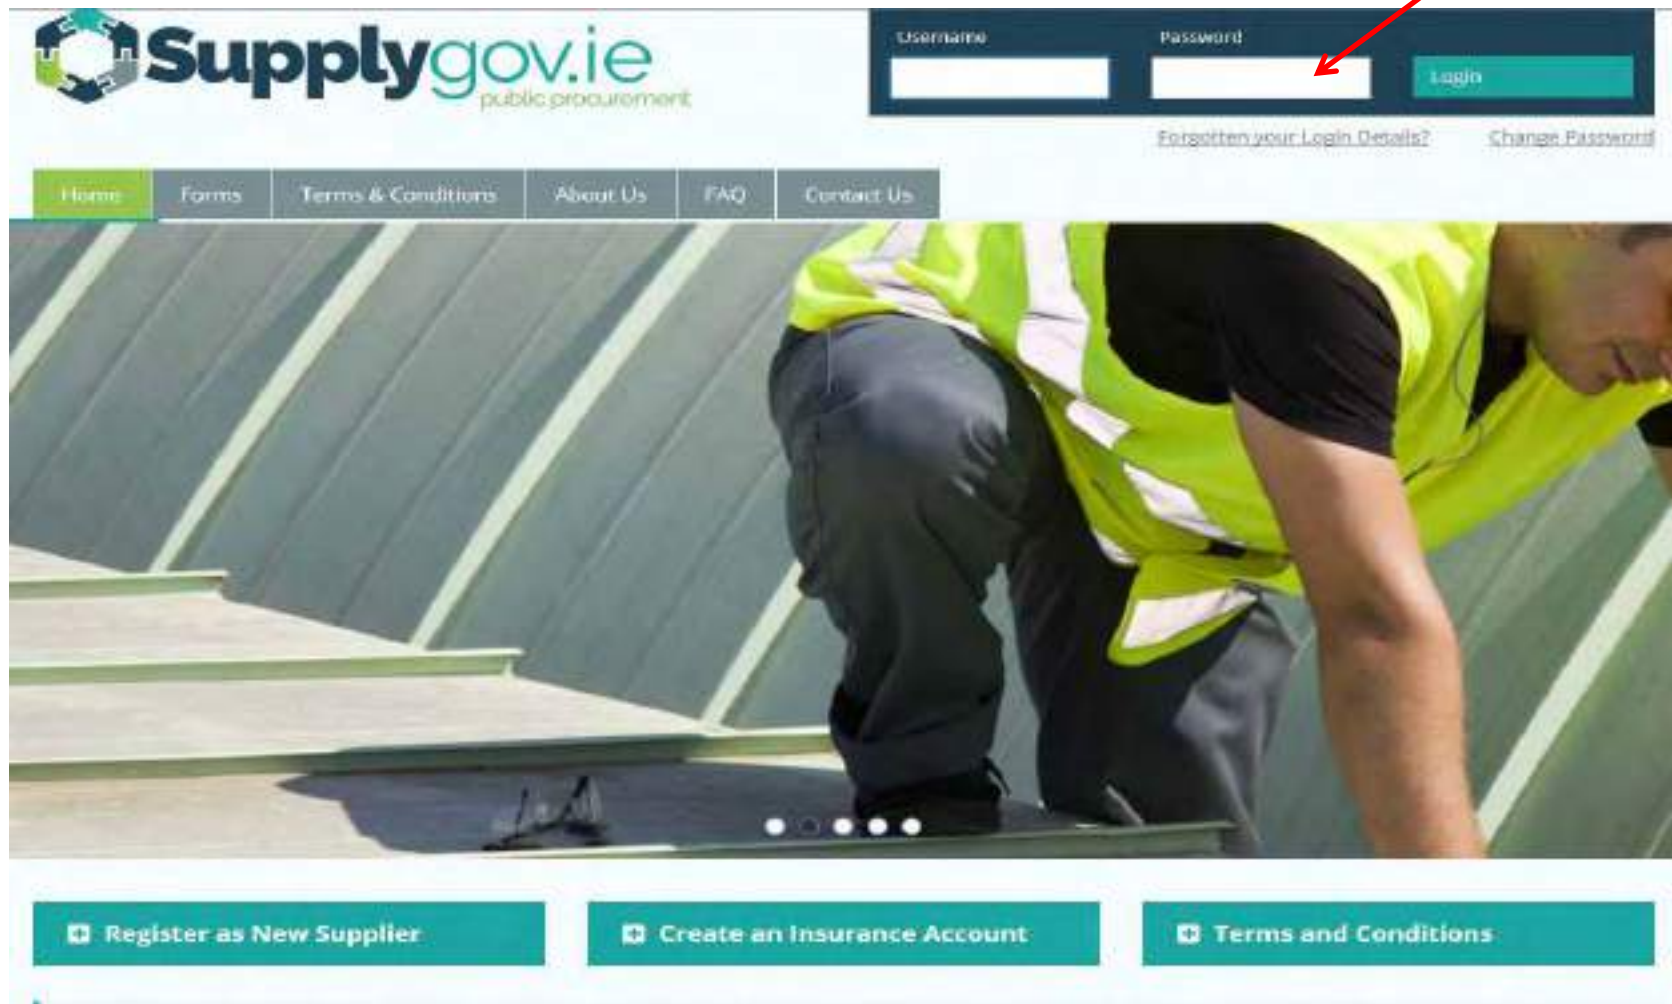 Supplygov.ie
public procurement
Username
Password
Login
Forgotten your Login Details?
Change Password
Home
Forms
Terms & Conditions
About Us
FAQ
Contact Us
Register as New Supplier
Create an Insurance Account
Terms and Conditions